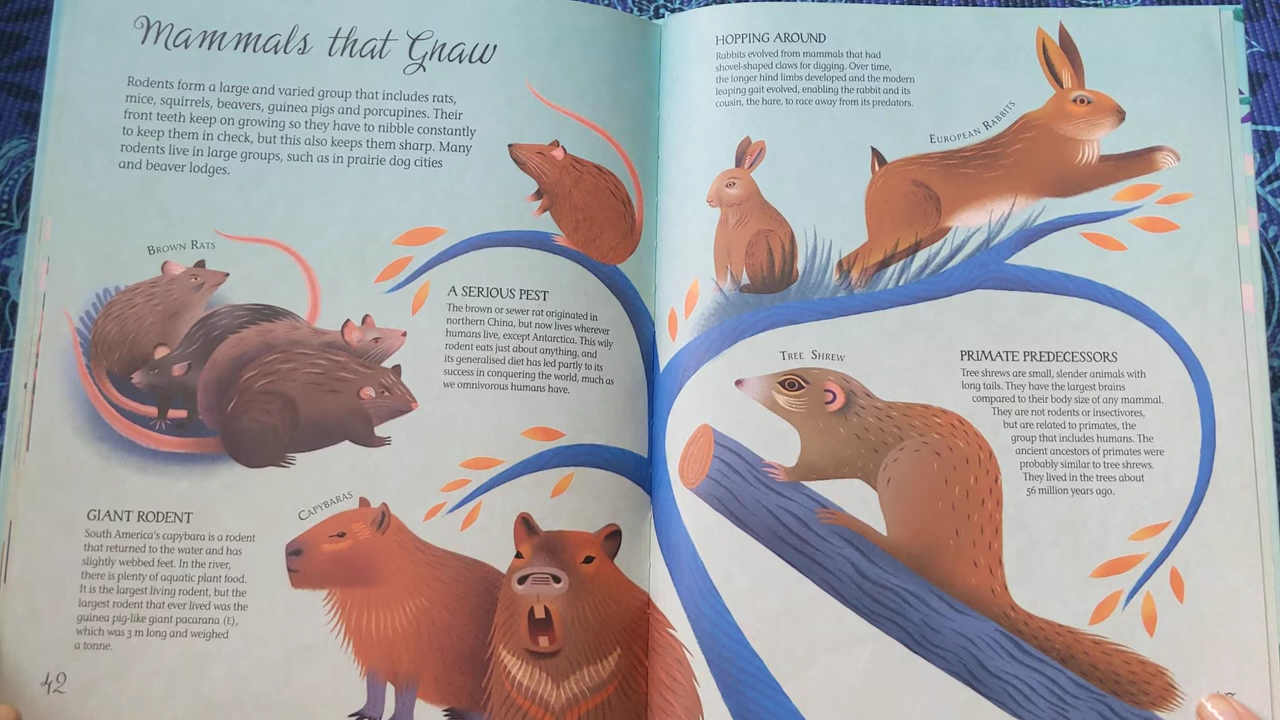 Mammals that Gnaw
Rodents form a large and varied group that includes rats,
mice, squirrels, beavers, guinea pigs and porcupines. Their
front teeth keep on growing so they have to nibble constantly
to keep them in check, but this also keeps them sharp. Many
rodents live in large groups, such as in prairie dog cities
and beaver lodges.
BROWN RATS
A SERIOUS PEST
The brown or sewer rat originated in
northern China, but now lives wherever
humans live, except Antarctica. This wily
rodent eats just about anything, and
its generalised diet has led partly to its
success in conquering the world, much as
we omnivorous humans have.
GIANT RODENT
South America's capybara is a rodent
that returned to the water and has
slightly webbed feet. In the river,
there is plenty of aquatic plant food.
It is the largest living rodent, but the
largest rodent that ever lived was the
guinea pig-like giant pacarana (E),
which was 3 m long and weighed
a tonne.
CAPYBARAS
42
HOPPING AROUND
Rabbits evolved from mammals that had
shovel-shaped claws for digging. Over time,
the longer hind limbs developed and the modern
leaping gait evolved, enabling the rabbit and its
cousin, the hare, to race away from its predators.
EUROPEAN RABBITS
TREE SHREW
PRIMATE PREDECESSORS
Tree shrews are small, slender animals with
long tails. They have the largest brains
compared to their body size of any mammal.
They are not rodents or insectivores,
but are related to primates, the
group that includes humans. The
ancient ancestors of primates were
probably similar to tree shrews.
They lived in the trees about
56 million years ago.